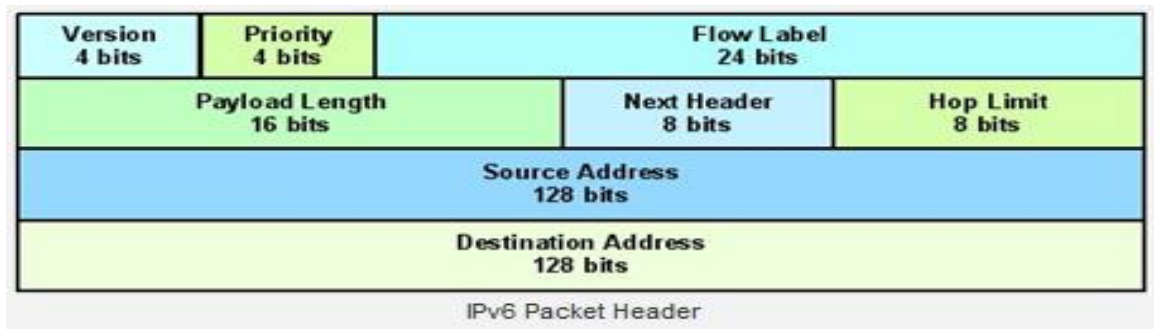 Version Priority Flow Label
4 bits 4 bits 24 bits
Payload Length Next Header Hop Limit
16 bits 8 bits 8 bits
Source Address
128 bits
Destination Address
128 bits
IPv6 Packet Header